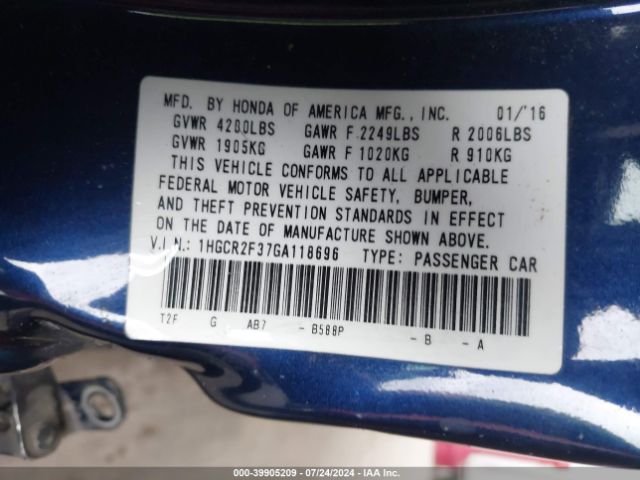 MFD. BY HONDA OF AMERICA MFG., INC. 01/'16
GVWR 4200LBS GAWR F 2249LBS R 2006LBS
GVWR 1905KG GAWR F 1020KG R 910KG
THIS VEHICLE CONFORMS TO ALL APPLICABLE
FEDERAL MOTOR VEHICLE SAFETY, BUMPER,
AND THEFT PREVENTION STANDARDS IN EFFECT
ON THE DATE OF MANUFACTURE SHOWN ABOVE.
V.I.N.: 1HGCR2F37GA118696 TYPE: PASSENGER CAR
T2F G AB7 - B588P - B - A
000-39905209 - 07/24/2024 - IAA Inc.